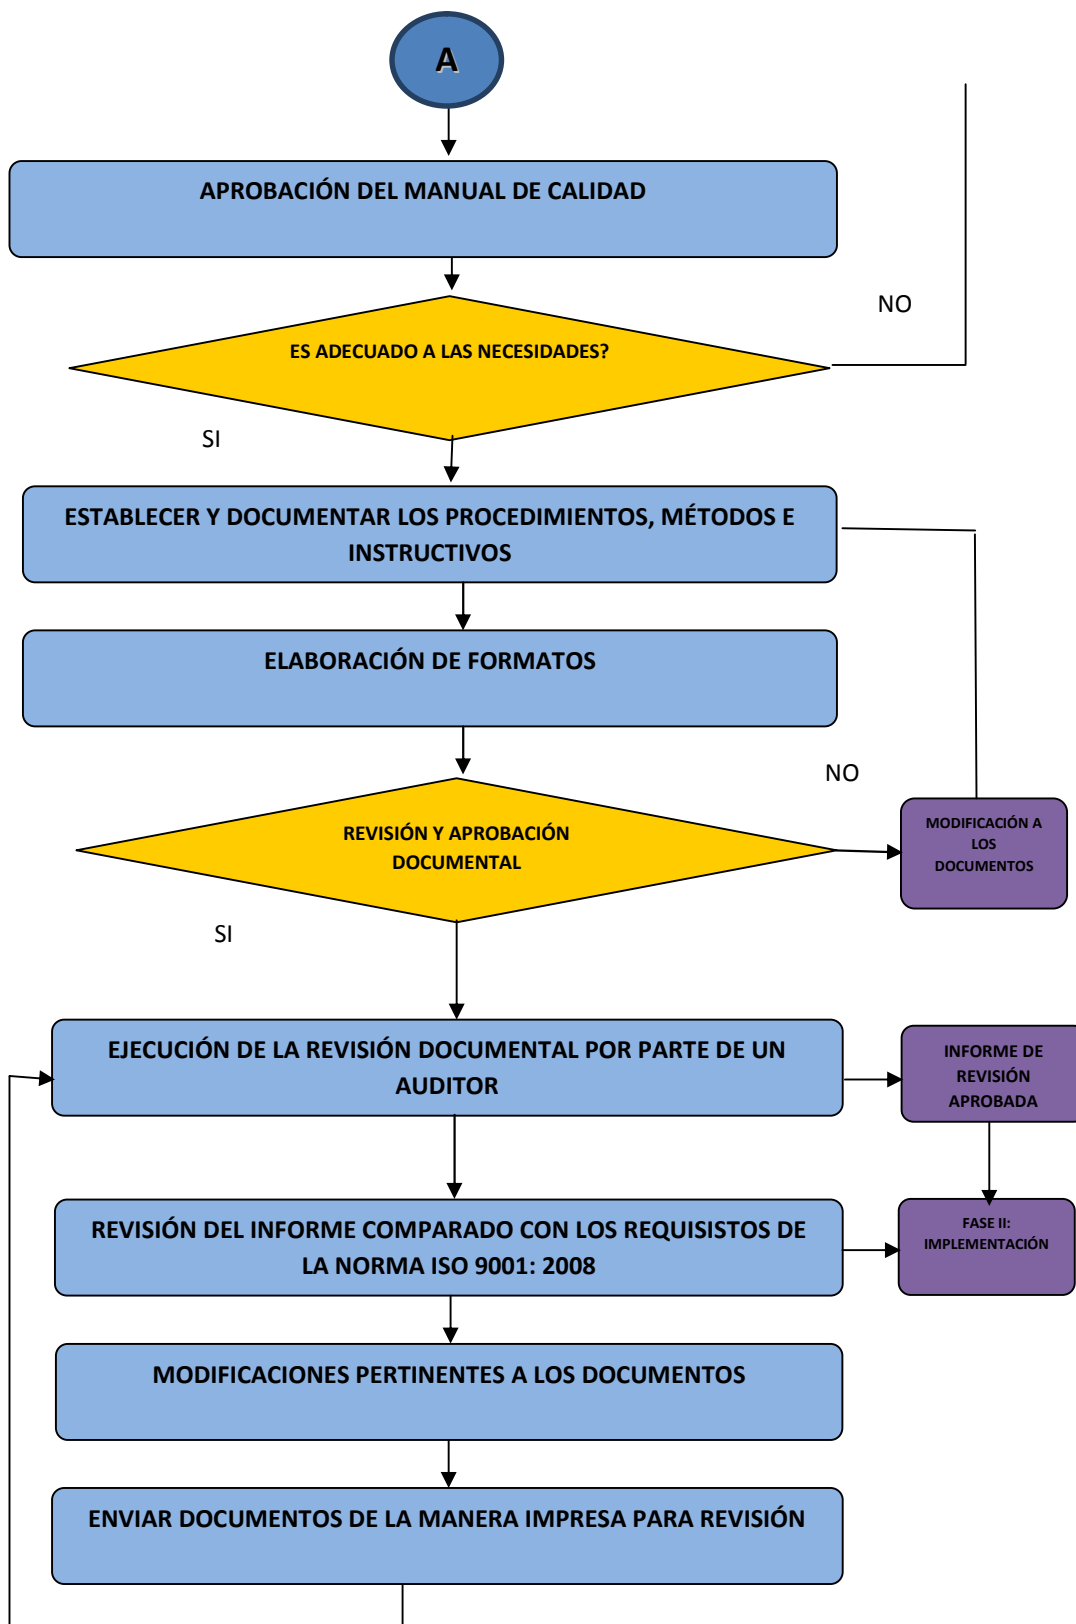 A
APROBACIÓN DEL MANUAL DE CALIDAD
NO
ES ADECUADO A LAS NECESIDADES?
SI
ESTABLECER Y DOCUMENTAR LOS PROCEDIMIENTOS, MÉTODOS E
INSTRUCTIVOS
ELABORACIÓN DE FORMATOS
NO
REVISIÓN Y APROBACIÓN
DOCUMENTAL
MODIFICACIÓN A
LOS
DOCUMENTOS
SI
EJECUCIÓN DE LA REVISIÓN DOCUMENTAL POR PARTE DE UN
AUDITOR
INFORME DE
REVISIÓN
APROBADA
REVISIÓN DEL INFORME COMPARADO CON LOS REQUISISTOS DE
LA NORMA ISO 9001: 2008
FASE II:
IMPLEMENTACIÓN
MODIFICACIONES PERTINENTES A LOS DOCUMENTOS
ENVIAR DOCUMENTOS DE LA MANERA IMPRESA PARA REVISIÓN